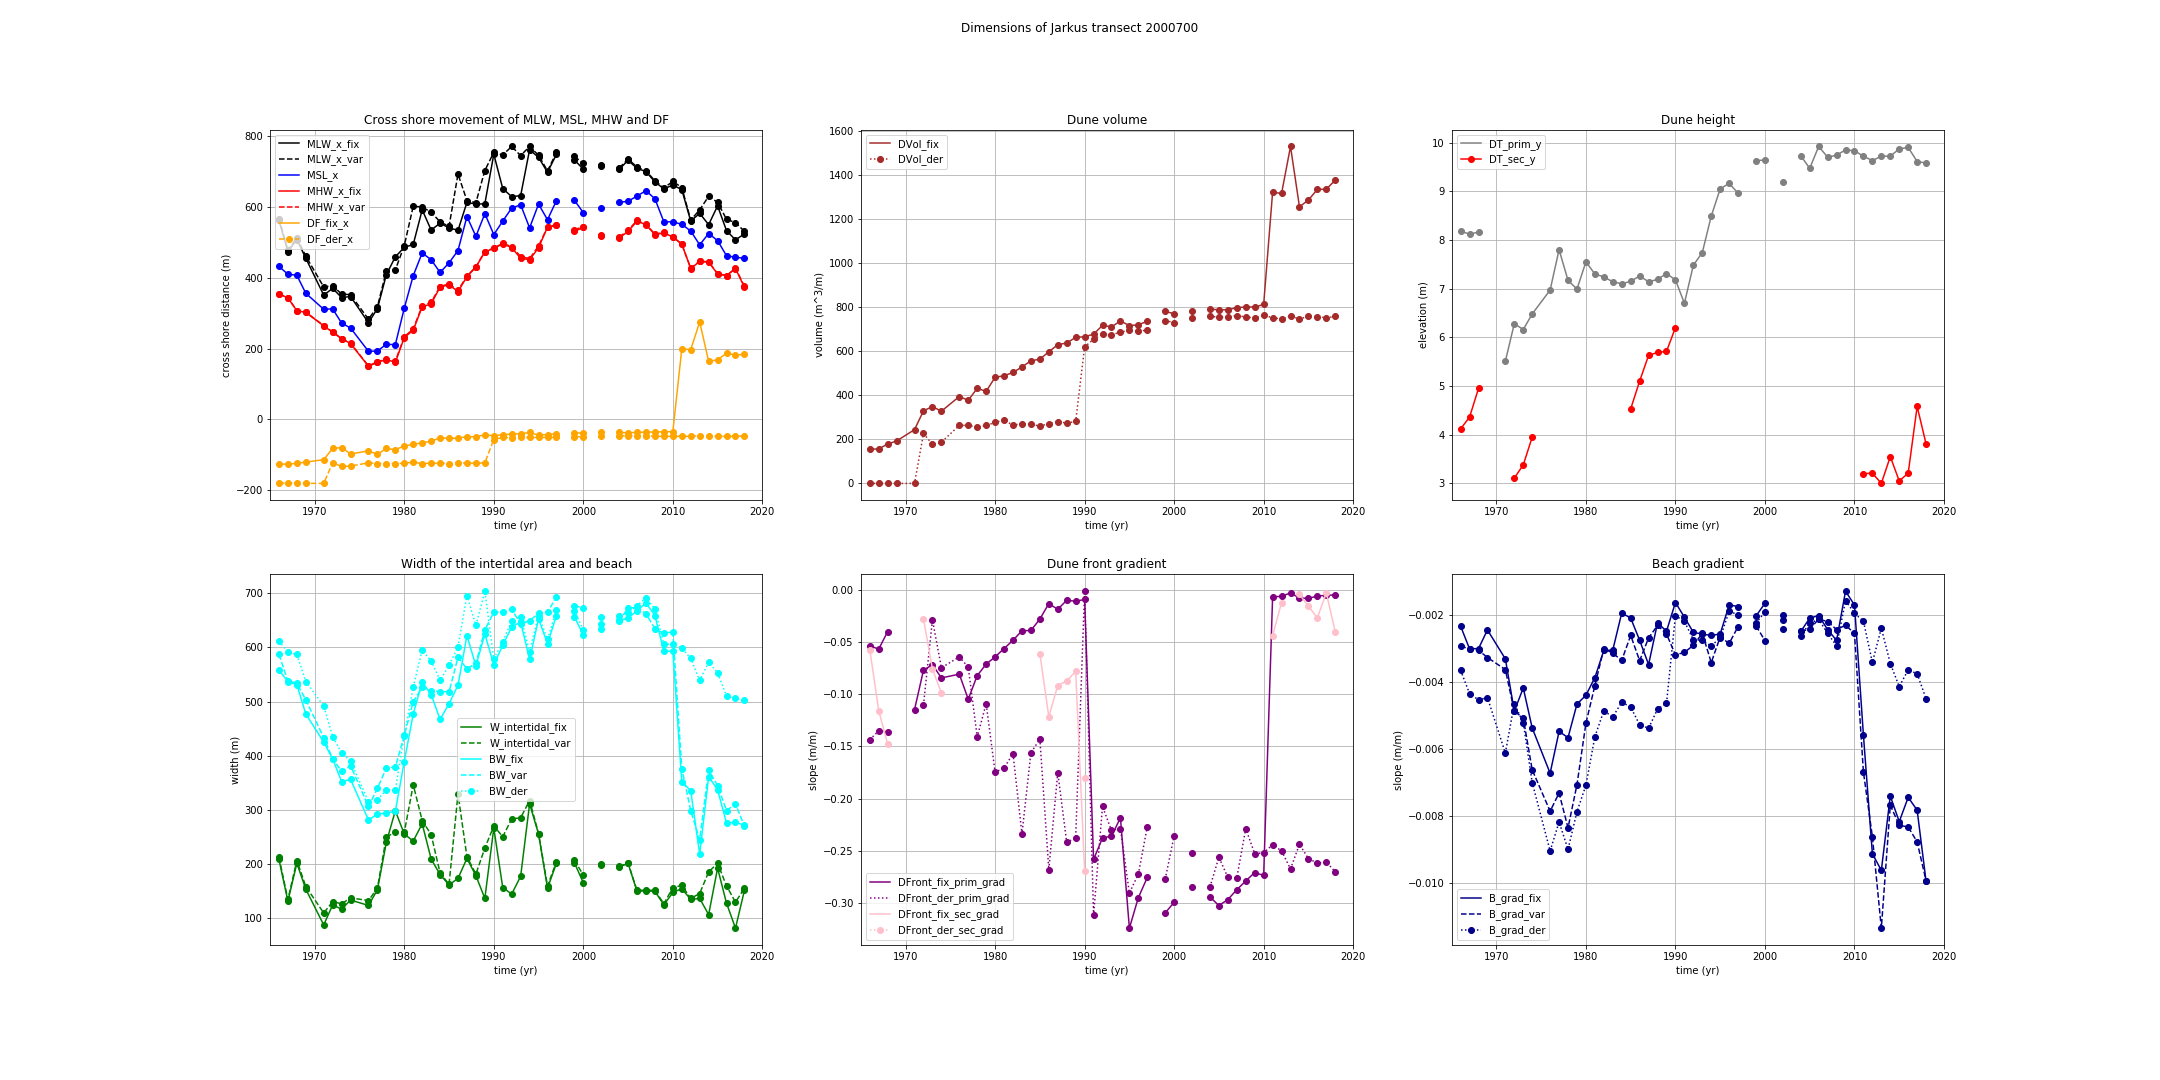 Dimensions of Jarkus transect 2000700
Cross shore movement of MLW, MSL, MHW and DF
cross shore distance (m)
800
600
400
200
0
−200
MLW_x_fix
MLW_x_var
MSL_x
MHW_x_fix
MHW_x_var
DF_fix_x
DF_der_x
1970 1980 1990 2000 2010 2020
time (yr)
Dune volume
volume (m^3/m)
1600
1400
1200
1000
800
600
400
200
0
DVol_fix
DVol_der
1970 1980 1990 2000 2010 2020
time (yr)
Dune height
elevation (m)
10
9
8
7
6
5
4
3
DT_prim_y
DT_sec_y
1970 1980 1990 2000 2010 2020
time (yr)
Width of the intertidal area and beach
width (m)
700
600
500
400
300
200
100
W_intertidal_fix
W_intertidal_var
BW_fix
BW_var
BW_der
1970 1980 1990 2000 2010 2020
time (yr)
Dune front gradient
slope (m/m)
0.00
−0.05
−0.10
−0.15
−0.20
−0.25
−0.30
DFront_fix_prim_grad
DFront_der_prim_grad
DFront_fix_sec_grad
DFront_der_sec_grad
1970 1980 1990 2000 2010 2020
time (yr)
Beach gradient
slope (m/m)
−0.002
−0.004
−0.006
−0.008
−0.010
B_grad_fix
B_grad_var
B_grad_der
1970 1980 1990 2000 2010 2020
time (yr)